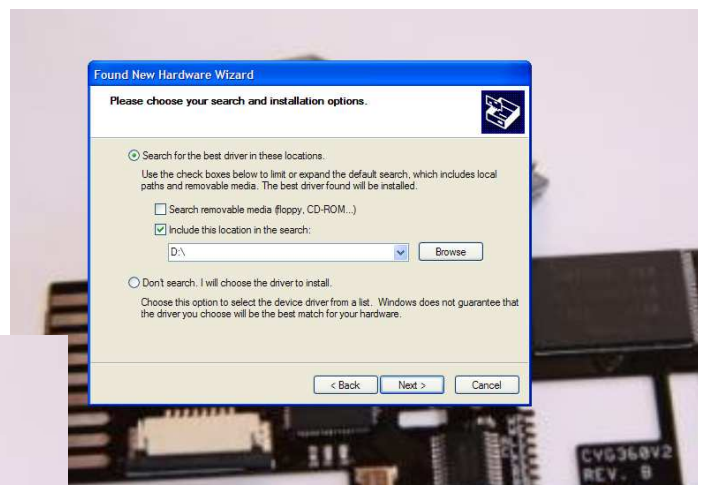 Found New Hardware Wizard
Please choose your search and installation options.
Search for the best driver in these locations.
Use the check boxes below to limit or expand the default search, which includes local
paths and removable media. The best driver found will be installed.
Search removable media (floppy, CD-ROM...)
Include this location in the search:
D:\
Browse
Don't search. I will choose the driver to install.
Choose this option to select the device driver from a list. Windows does not guarantee that
the driver you choose will be the best match for your hardware.
< Back
Next >
Cancel
CYG360V2
REV. B